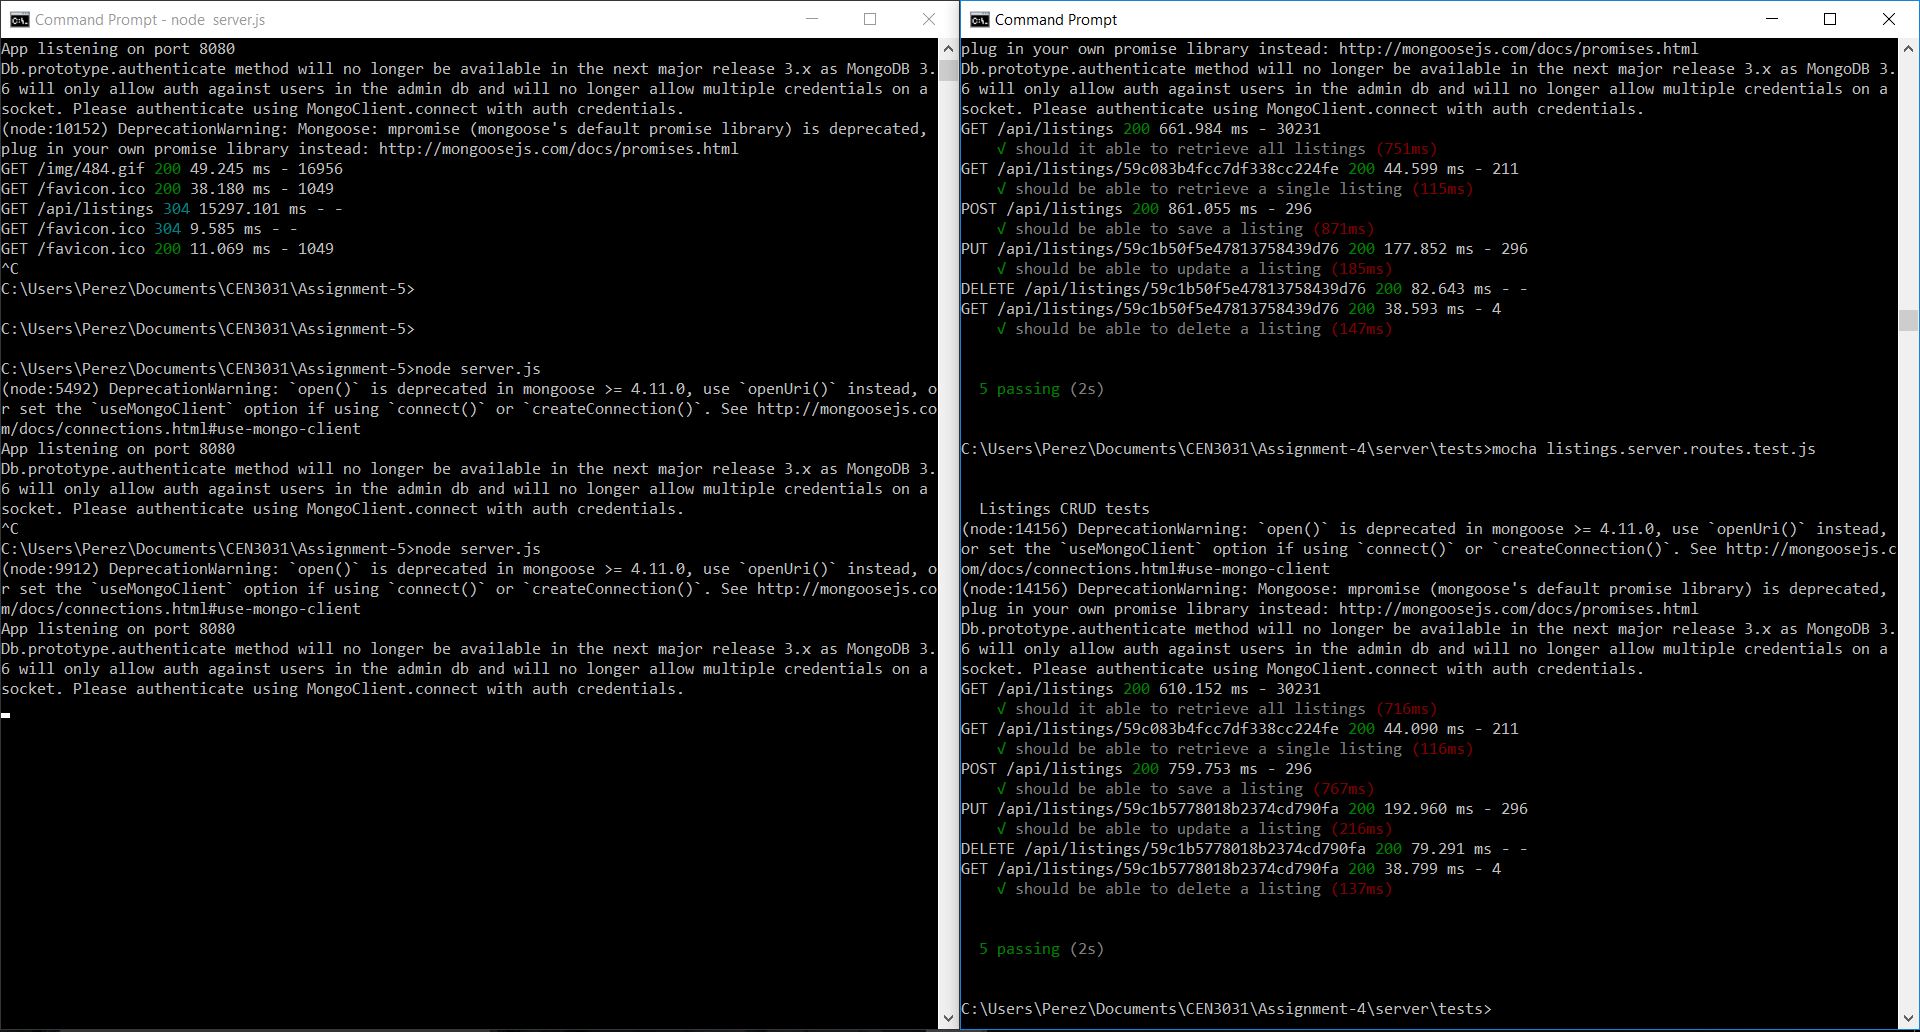 Command Prompt - node  server.js
App listening on port 8080
Db.prototype.authenticate method will no longer be available in the next major release 3.x as MongoDB 3.
6 will only allow auth against users in the admin db and will no longer allow multiple credentials on a
socket. Please authenticate using MongoClient.connect with auth credentials.
(node:10152) DeprecationWarning: Mongoose: mpromise (mongoose's default promise library) is deprecated,
plug in your own promise library instead: http://mongoosejs.com/docs/promises.html
GET /img/484.gif 200 49.245 ms - 16956
GET /favicon.ico 200 38.180 ms - 1049
GET /api/listings 304 15297.101 ms - -
GET /favicon.ico 304 9.585 ms - -
GET /favicon.ico 200 11.069 ms - 1049
^C
C:\Users\Perez\Documents\CEN3031\Assignment-5>
C:\Users\Perez\Documents\CEN3031\Assignment-5>
C:\Users\Perez\Documents\CEN3031\Assignment-5>node server.js
(node:5492) DeprecationWarning: `open()` is deprecated in mongoose >= 4.11.0, use `openUri()` instead, o
r set the `useMongoClient` option if using `connect()` or `createConnection()`. See http://mongoosejs.co
m/docs/connections.html#use-mongo-client
App listening on port 8080
Db.prototype.authenticate method will no longer be available in the next major release 3.x as MongoDB 3.
6 will only allow auth against users in the admin db and will no longer allow multiple credentials on a
socket. Please authenticate using MongoClient.connect with auth credentials.
^C
C:\Users\Perez\Documents\CEN3031\Assignment-5>node server.js
(node:9912) DeprecationWarning: `open()` is deprecated in mongoose >= 4.11.0, use `openUri()` instead, o
r set the `useMongoClient` option if using `connect()` or `createConnection()`. See http://mongoosejs.co
m/docs/connections.html#use-mongo-client
App listening on port 8080
Db.prototype.authenticate method will no longer be available in the next major release 3.x as MongoDB 3.
6 will only allow auth against users in the admin db and will no longer allow multiple credentials on a
socket. Please authenticate using MongoClient.connect with auth credentials.
Command Prompt
plug in your own promise library instead: http://mongoosejs.com/docs/promises.html
Db.prototype.authenticate method will no longer be available in the next major release 3.x as MongoDB 3.
6 will only allow auth against users in the admin db and will no longer allow multiple credentials on a
socket. Please authenticate using MongoClient.connect with auth credentials.
GET /api/listings 200 661.984 ms - 30231
√ should it able to retrieve all listings (751ms)
GET /api/listings/59c083b4fcc7df338cc224fe 200 44.599 ms - 211
√ should be able to retrieve a single listing (115ms)
POST /api/listings 200 861.055 ms - 296
√ should be able to save a listing (871ms)
PUT /api/listings/59c1b50f5e47813758439d76 200 177.852 ms - 296
√ should be able to update a listing (185ms)
DELETE /api/listings/59c1b50f5e47813758439d76 200 82.643 ms - -
GET /api/listings/59c1b50f5e47813758439d76 200 38.593 ms - 4
√ should be able to delete a listing (147ms)
5 passing (2s)
C:\Users\Perez\Documents\CEN3031\Assignment-4\server\tests>mocha listings.server.routes.test.js
Listings CRUD tests
(node:14156) DeprecationWarning: `open()` is deprecated in mongoose >= 4.11.0, use `openUri()` instead,
or set the `useMongoClient` option if using `connect()` or `createConnection()`. See http://mongoosejs.c
om/docs/connections.html#use-mongo-client
(node:14156) DeprecationWarning: Mongoose: mpromise (mongoose's default promise library) is deprecated,
plug in your own promise library instead: http://mongoosejs.com/docs/promises.html
Db.prototype.authenticate method will no longer be available in the next major release 3.x as MongoDB 3.
6 will only allow auth against users in the admin db and will no longer allow multiple credentials on a
socket. Please authenticate using MongoClient.connect with auth credentials.
GET /api/listings 200 610.152 ms - 30231
√ should it able to retrieve all listings (716ms)
GET /api/listings/59c083b4fcc7df338cc224fe 200 44.090 ms - 211
√ should be able to retrieve a single listing (116ms)
POST /api/listings 200 759.753 ms - 296
√ should be able to save a listing (767ms)
PUT /api/listings/59c1b5778018b2374cd790fa 200 192.960 ms - 296
√ should be able to update a listing (216ms)
DELETE /api/listings/59c1b5778018b2374cd790fa 200 79.291 ms - -
GET /api/listings/59c1b5778018b2374cd790fa 200 38.799 ms - 4
√ should be able to delete a listing (137ms)
5 passing (2s)
C:\Users\Perez\Documents\CEN3031\Assignment-4\server\tests>